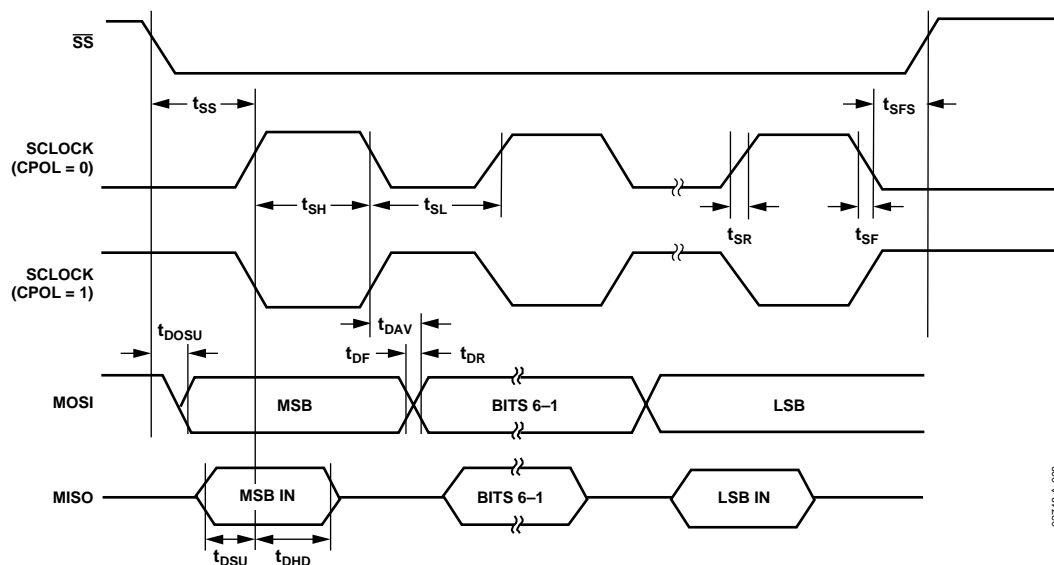 SS
tSS
tSFS
SCLOCK
(CPOL = 0)
tSH
tSL
tSR
tSF
SCLOCK
(CPOL = 1)
tDAV
tDOSU
tDF
tDR
MOSI
MSB
BITS 6–1
LSB
MISO
MSB IN
BITS 6–1
LSB IN
tDSU
tDHD